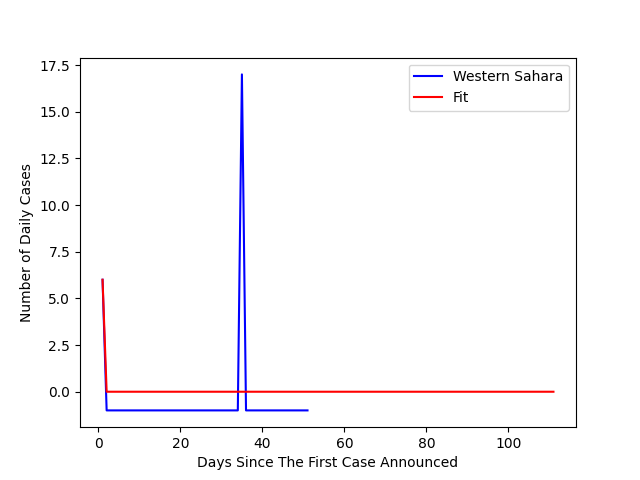 Western Sahara
Fit
17.5
15.0
12.5
10.0
7.5
5.0
2.5
0.0
Number of Daily Cases
0 20 40 60 80 100
Days Since The First Case Announced